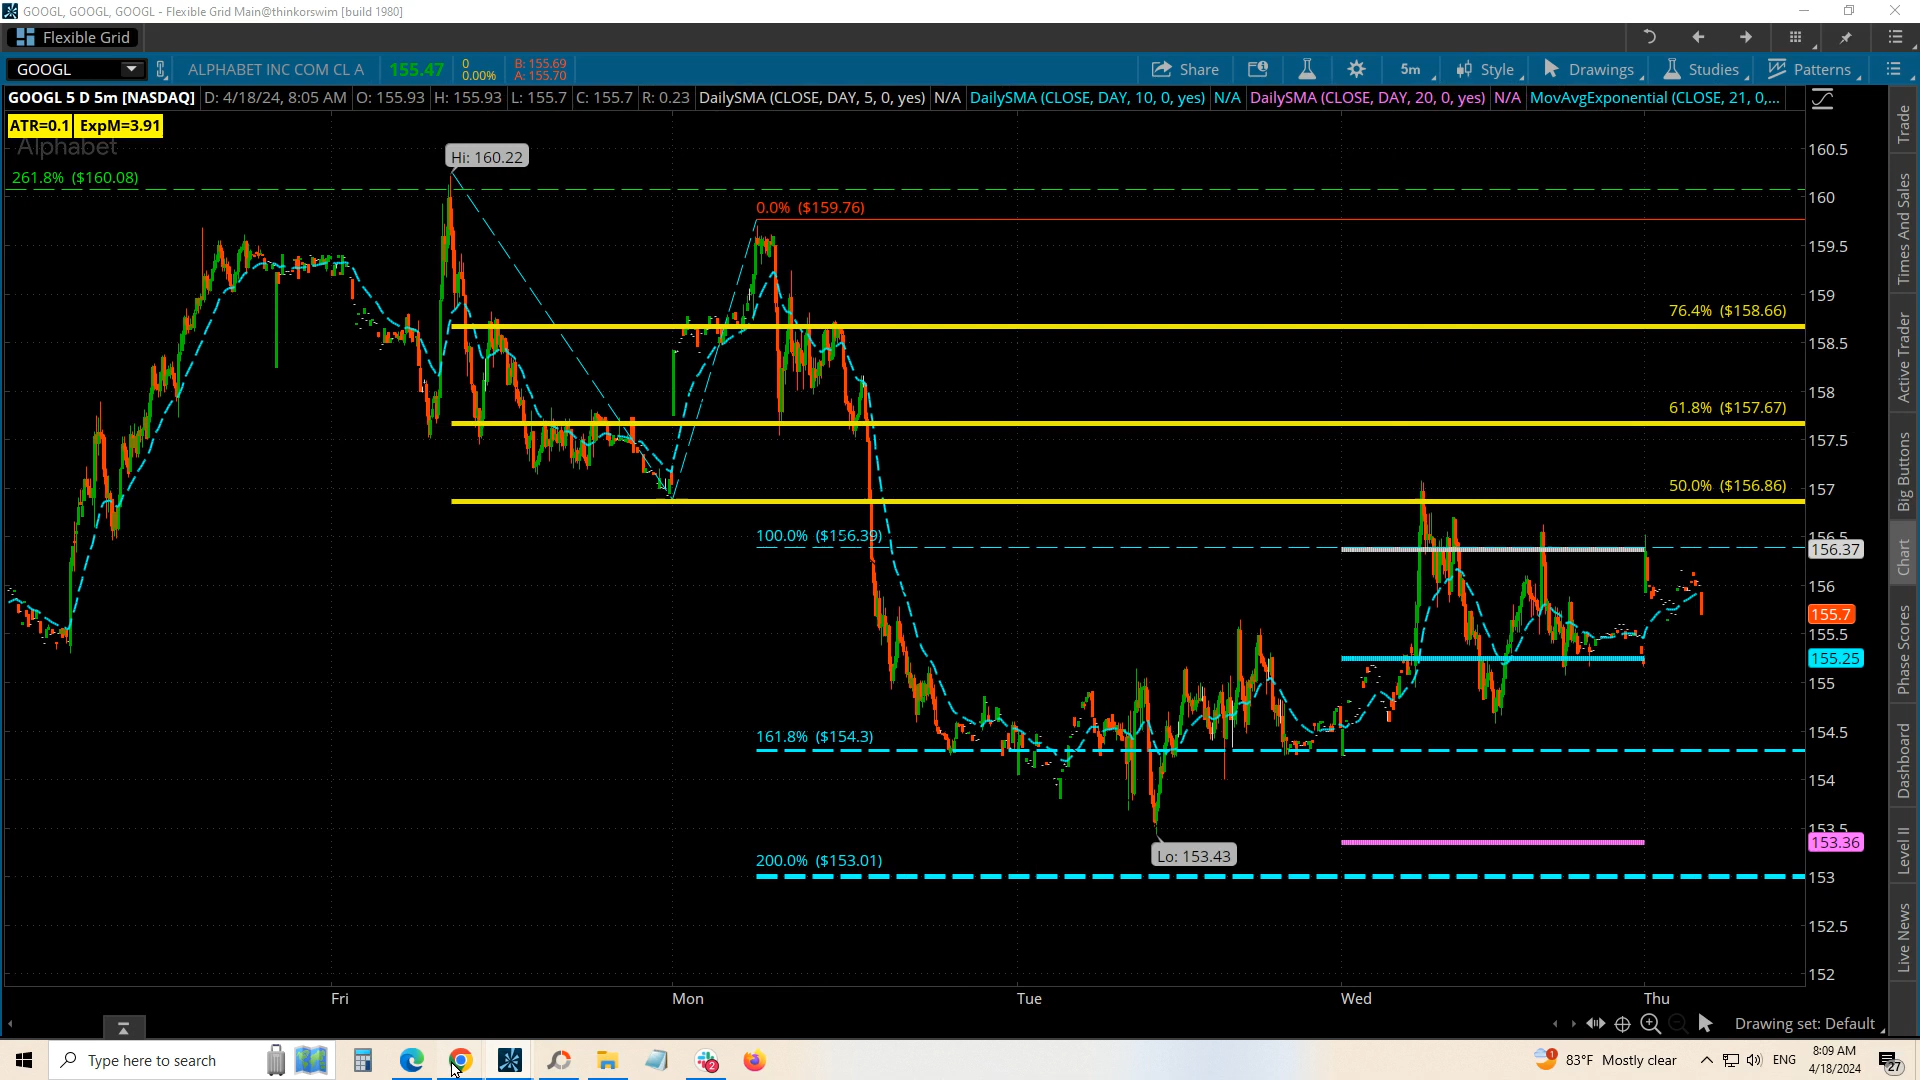 GOOGL, GOOGL, GOOGL - Flexible Grid Main@thinkorswim [build 1980]
Flexible Grid
GOOGL
ALPHABET INC COM CL A
155.47
0
0.00%
B: 155.69
A: 155.70
Share
5m
Style
Drawings
Studies
Patterns
GOOGL 5 D 5m [NASDAQ]
D: 4/18/24, 8:05 AM
O: 155.93
H: 155.93
L: 155.7
C: 155.7
R: 0.23
DailySMA (CLOSE, DAY, 5, 0, yes)
N/A
DailySMA (CLOSE, DAY, 10, 0, yes)
N/A
DailySMA (CLOSE, DAY, 20, 0, yes)
N/A
MovAvgExponential (CLOSE, 21, 0,...
ATR=0.1
ExpM=3.91
Alphabet
Hi: 160.22
261.8% ($160.08)
0.0% ($159.76)
76.4% ($158.66)
61.8% ($157.67)
50.0% ($156.86)
100.0% ($156.39)
161.8% ($154.3)
Lo: 153.43
200.0% ($153.01)
160.5
160
159.5
159
158.5
158
157.5
157
156.5
156.37
156
155.7
155.5
155.25
155
154.5
154
153.5
153.36
153
152.5
152
Trade
Times And Sales
Active Trader
Big Buttons
Chart
Phase Scores
Dashboard
Level II
Live News
Fri
Mon
Tue
Wed
Thu
Drawing set: Default
Type here to search
2
1
83°F Mostly clear
ENG
8:09 AM
4/18/2024
27